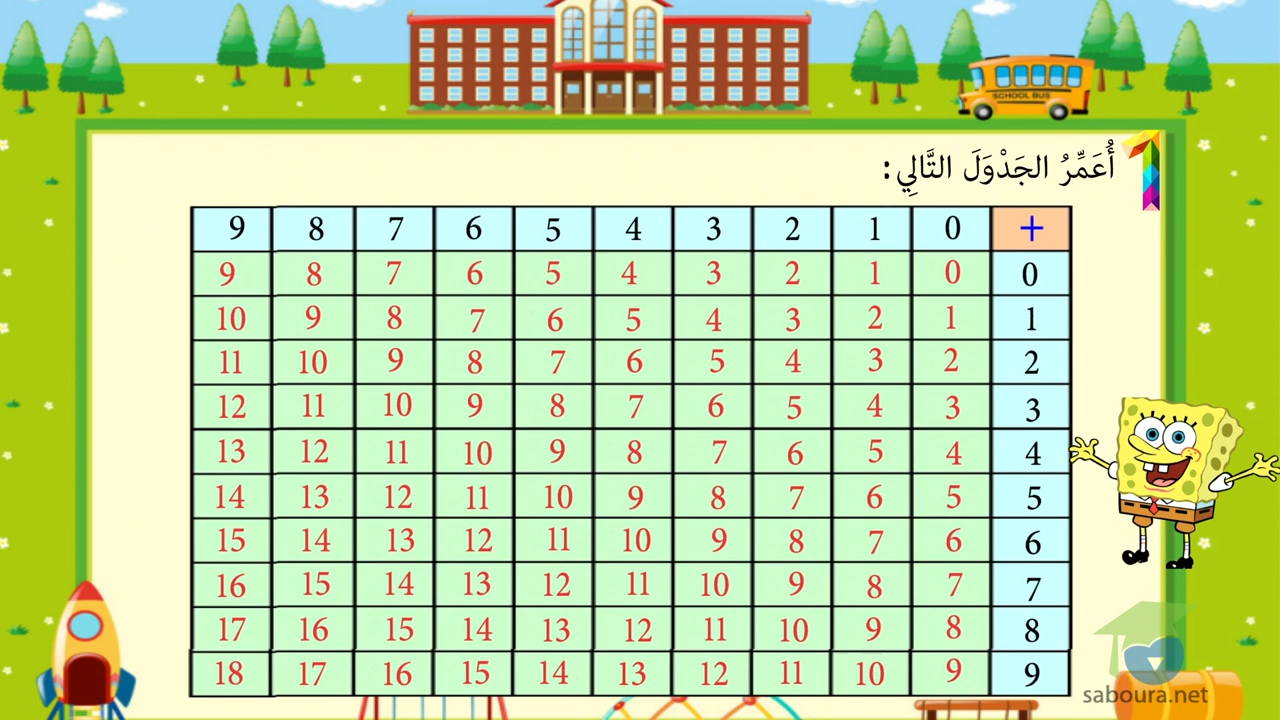 SCHOOL BUS
1 أُعَمِّرُ الجَدْوَلَ التَّالِي:
+ 0 1 2 3 4 5 6 7 8 9
0 0 1 2 3 4 5 6 7 8 9
1 1 2 3 4 5 6 7 8 9 10
2 2 3 4 5 6 7 8 9 10 11
3 3 4 5 6 7 8 9 10 11 12
4 4 5 6 7 8 9 10 11 12 13
5 5 6 7 8 9 10 11 12 13 14
6 6 7 8 9 10 11 12 13 14 15
7 7 8 9 10 11 12 13 14 15 16
8 8 9 10 11 12 13 14 15 16 17
9 9 10 11 12 13 14 15 16 17 18
saboura.net